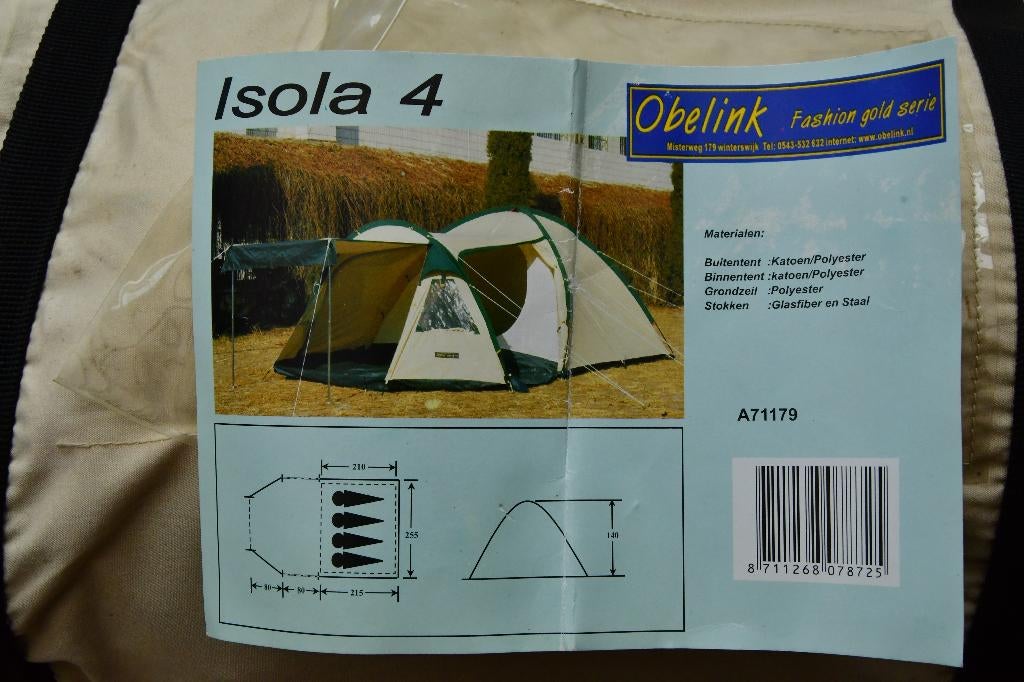 Isola 4
Obelink Fashion gold serie
Misterweg 179 winterswijk Tel: 0543-532 632 internet: www.obelink.nl
Materialen:
Buitentent :Katoen/Polyester
Binnentent :katoen/Polyester
Grondzeil :Polyester
Stokken :Glasfiber en Staal
A71179
210
255
140
80 80 215
8 711268 078725